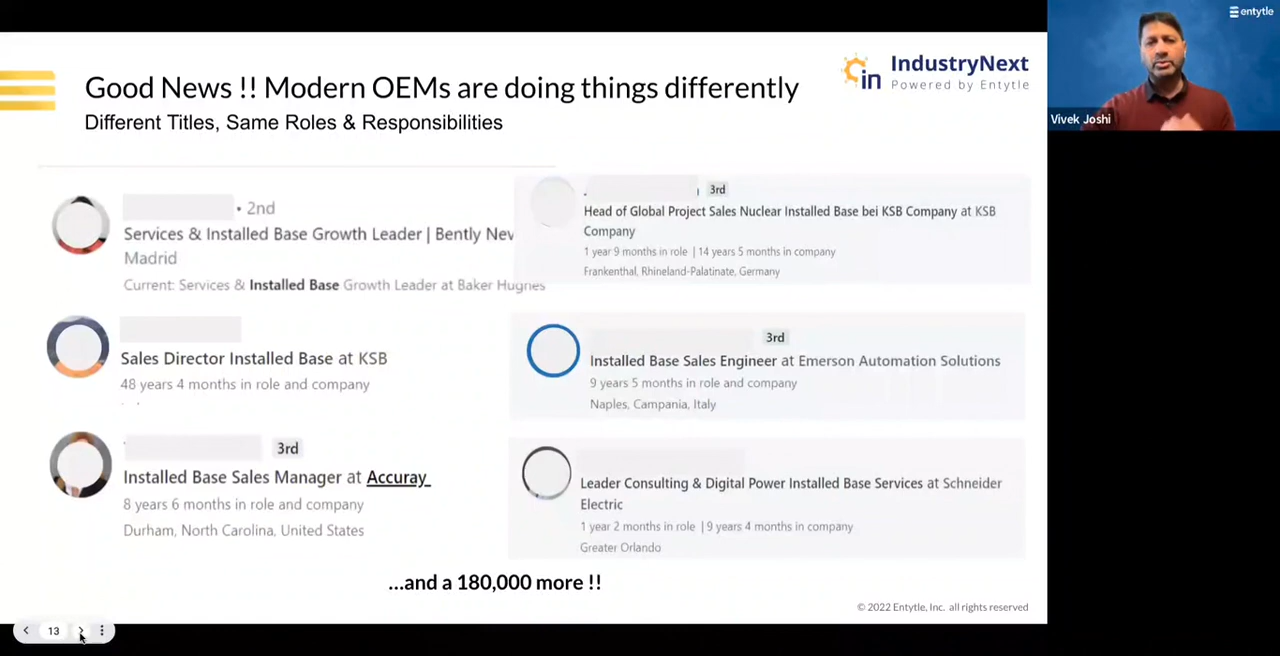 Good News !! Modern OEMs are doing things differently
Different Titles, Same Roles & Responsibilities
IndustryNext
in
Powered by Entytle
entytle
Vivek Joshi
• 2nd
Services & Installed Base Growth Leader | Bently Nev
Madrid
Current: Services & Installed Base Growth Leader at Baker Hughes
Sales Director Installed Base at KSB
48 years 4 months in role and company
3rd
Installed Base Sales Manager at Accuray
8 years 6 months in role and company
Durham, North Carolina, United States
3rd
Head of Global Project Sales Nuclear Installed Base bei KSB Company at KSB
Company
1 year 9 months in role | 14 years 5 months in company
Frankenthal, Rhineland-Palatinate, Germany
3rd
Installed Base Sales Engineer at Emerson Automation Solutions
9 years 5 months in role and company
Naples, Campania, Italy
Leader Consulting & Digital Power Installed Base Services at Schneider
Electric
1 year 2 months in role | 9 years 4 months in company
Greater Orlando
...and a 180,000 more !!
© 2022 Entytle, Inc. all rights reserved
13